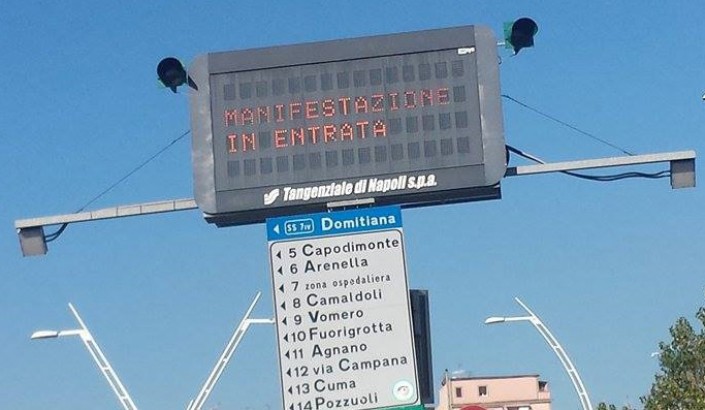 MANIFESTAZIONE
IN ENTRATA
Tangenziale di Napoli s.p.a.
SS 7qr Domitiana
5 Capodimonte
6 Arenella
7 zona ospedaliera
8 Camaldoli
9 Vomero
10 Fuorigrotta
11 Agnano
12 via Campana
13 Cuma
14 Pozzuoli